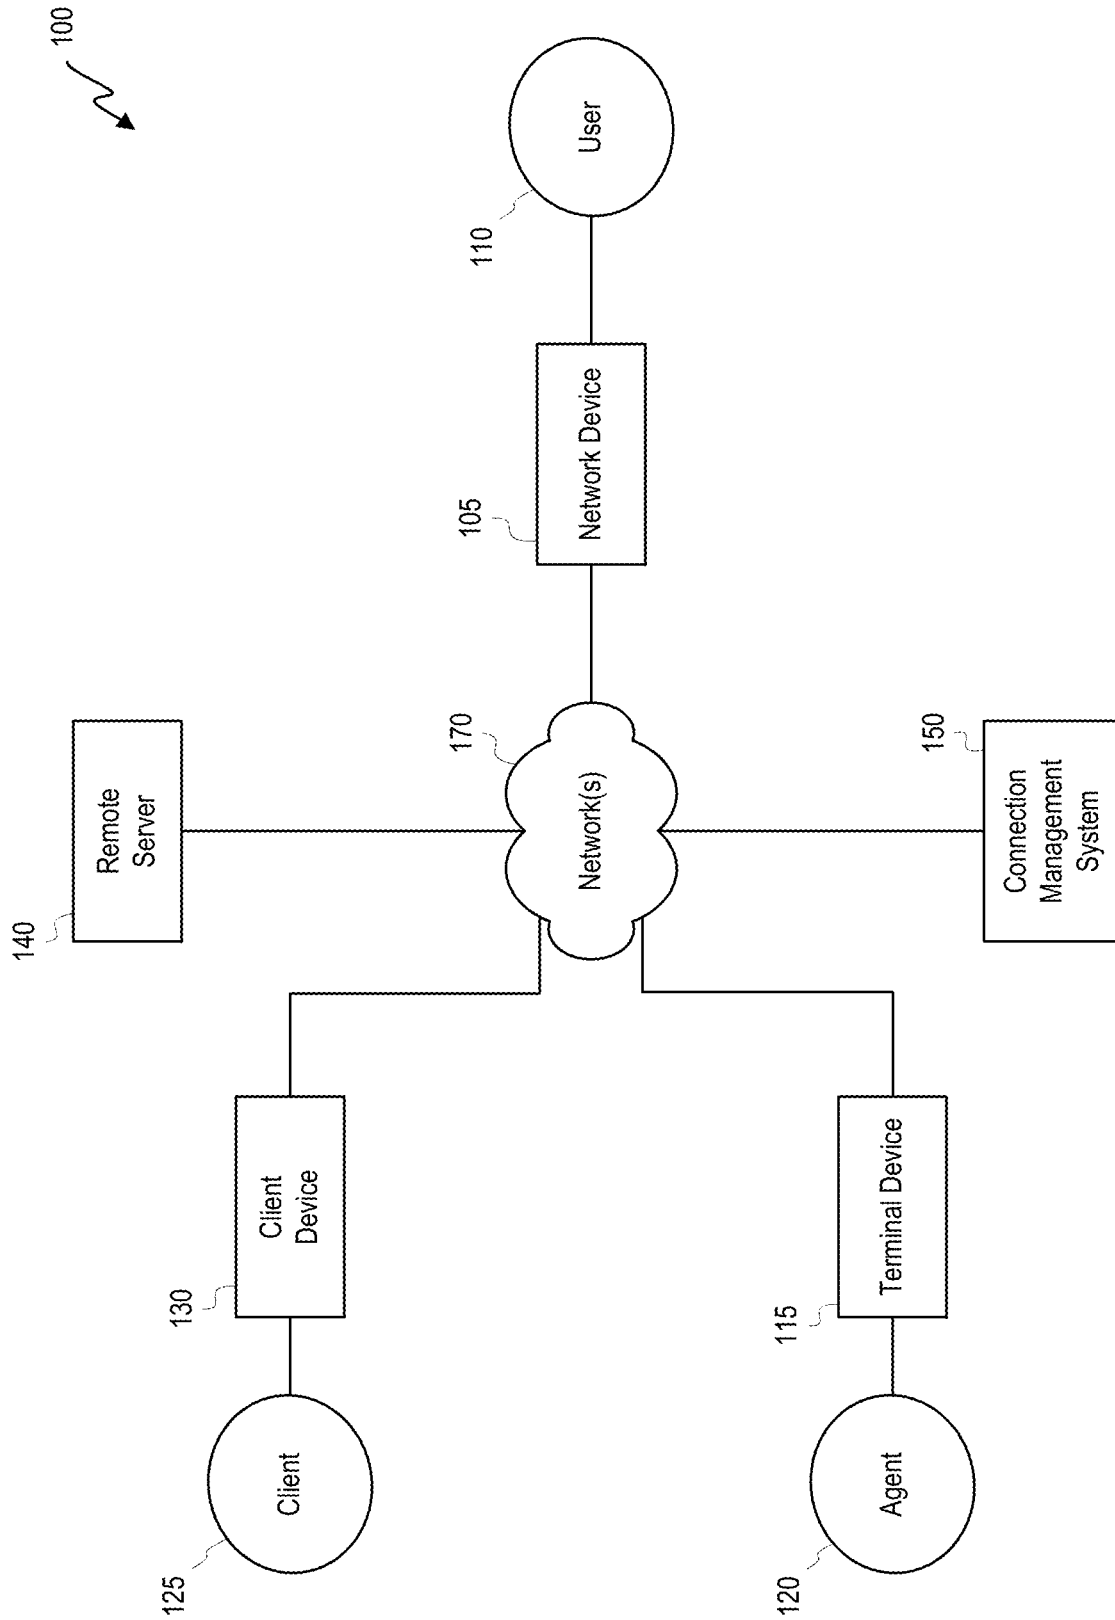 140
100
Remote
Server
125
130
Client
Client
Device
170
105
110
Network(s)
Network Device
User
120
115
Agent
Terminal Device
150
Connection
Management
System